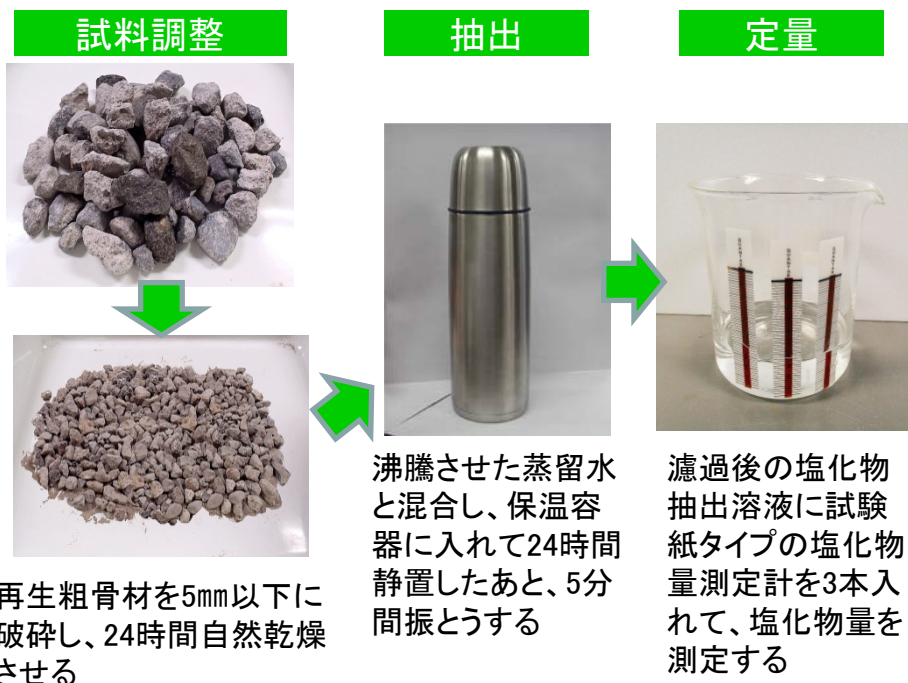 試料調整
抽出
定量
再生粗骨材を5㎜以下に
破砕し、24時間自然乾燥
させる
沸騰させた蒸留水
と混合し、保温容
器に入れて24時間
静置したあと、5分
間振とうする
濾過後の塩化物
抽出溶液に試験
紙タイプの塩化物
量測定計を3本入
れて、塩化物量を
測定する